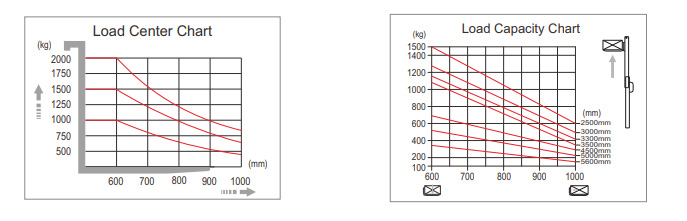 Load Center Chart
(kg)
2000
1750
1500
1250
1000
750
500
(mm)
600 700 800 900 1000
Load Capacity Chart
(kg)
1500
1400
1200
1000
800
600
400
200
100
(mm)
2500mm
3000mm
3300mm
3500mm
4500mm
5000mm
5600mm
600 700 800 900 1000